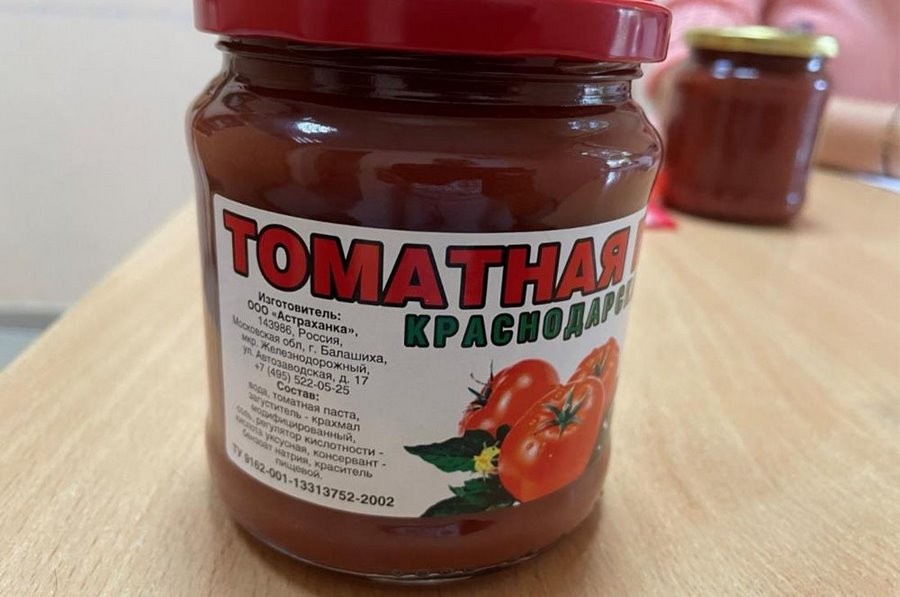 ТОМАТНАЯ
КРАСНОДАРС
Изготовитель:
ООО «Астраханка»,
143986, Россия,
Московская обл, г. Балашиха,
мкр. Железнодорожный,
ул. Автозаводская, д. 17
+7 (495) 522-05-25
Состав:
вода, томатная паста,
загуститель - крахмал
модифицированный,
соль, регулятор кислотности -
кислота уксусная, консервант -
бензоат натрия, краситель
пищевой.
ТУ 9162-001-13313752-2002